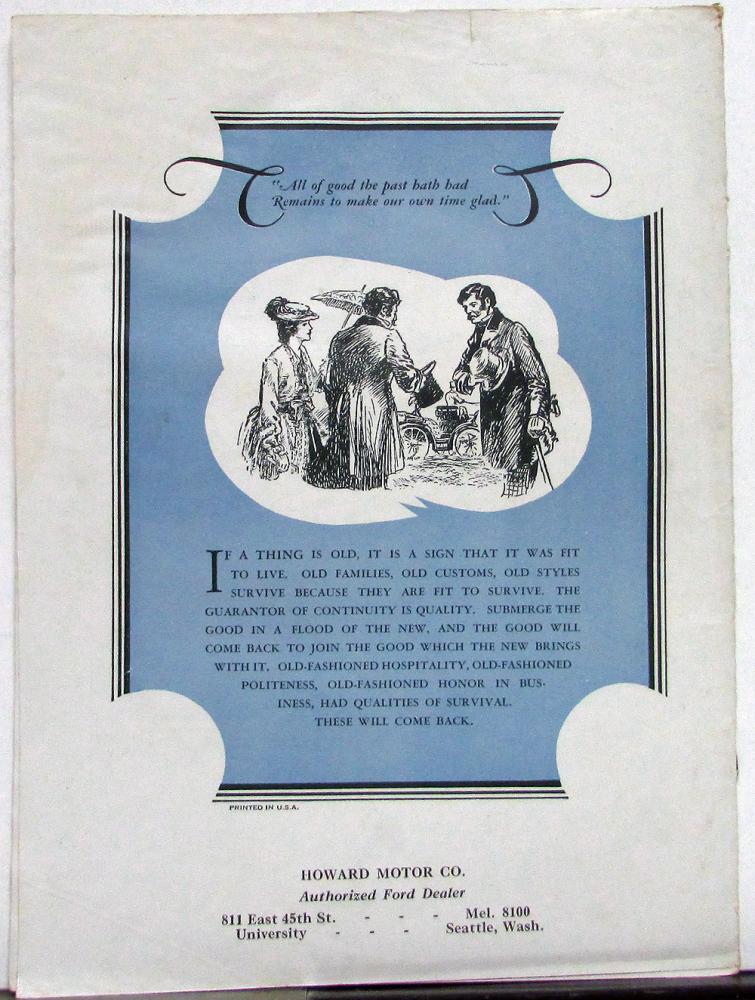 "All of good the past hath had
Remains to make our own time glad."
IF A THING IS OLD, IT IS A SIGN THAT IT WAS FIT
TO LIVE. OLD FAMILIES, OLD CUSTOMS, OLD STYLES
SURVIVE BECAUSE THEY ARE FIT TO SURVIVE. THE
GUARANTOR OF CONTINUITY IS QUALITY. SUBMERGE THE
GOOD IN A FLOOD OF THE NEW, AND THE GOOD WILL
COME BACK TO JOIN THE GOOD WHICH THE NEW BRINGS
WITH IT. OLD-FASHIONED HOSPITALITY, OLD-FASHIONED
POLITENESS, OLD-FASHIONED HONOR IN BUS-
INESS, HAD QUALITIES OF SURVIVAL.
THESE WILL COME BACK.
PRINTED IN U.S.A.
HOWARD MOTOR CO.
Authorized Ford Dealer
811 East 45th St. - - - Mel. 8100
University - - - Seattle, Wash.